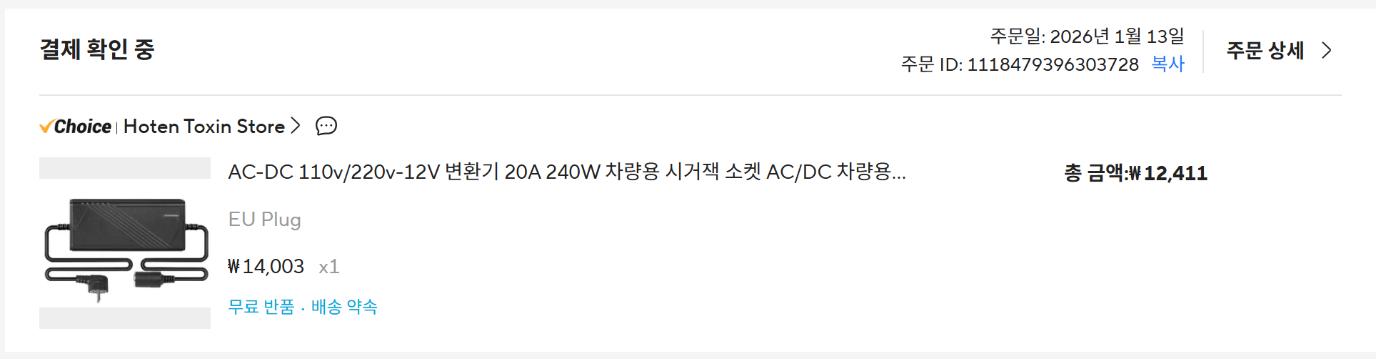 결제 확인 중
주문일: 2026년 1월 13일
주문 ID: 1118479396303728 복사
주문 상세
Choice | Hoten Toxin Store
AC-DC 110v/220v-12V 변환기 20A 240W 차량용 시거잭 소켓 AC/DC 차량용...
총 금액:₩12,411
EU Plug
₩14,003 x1
무료 반품 · 배송 약속